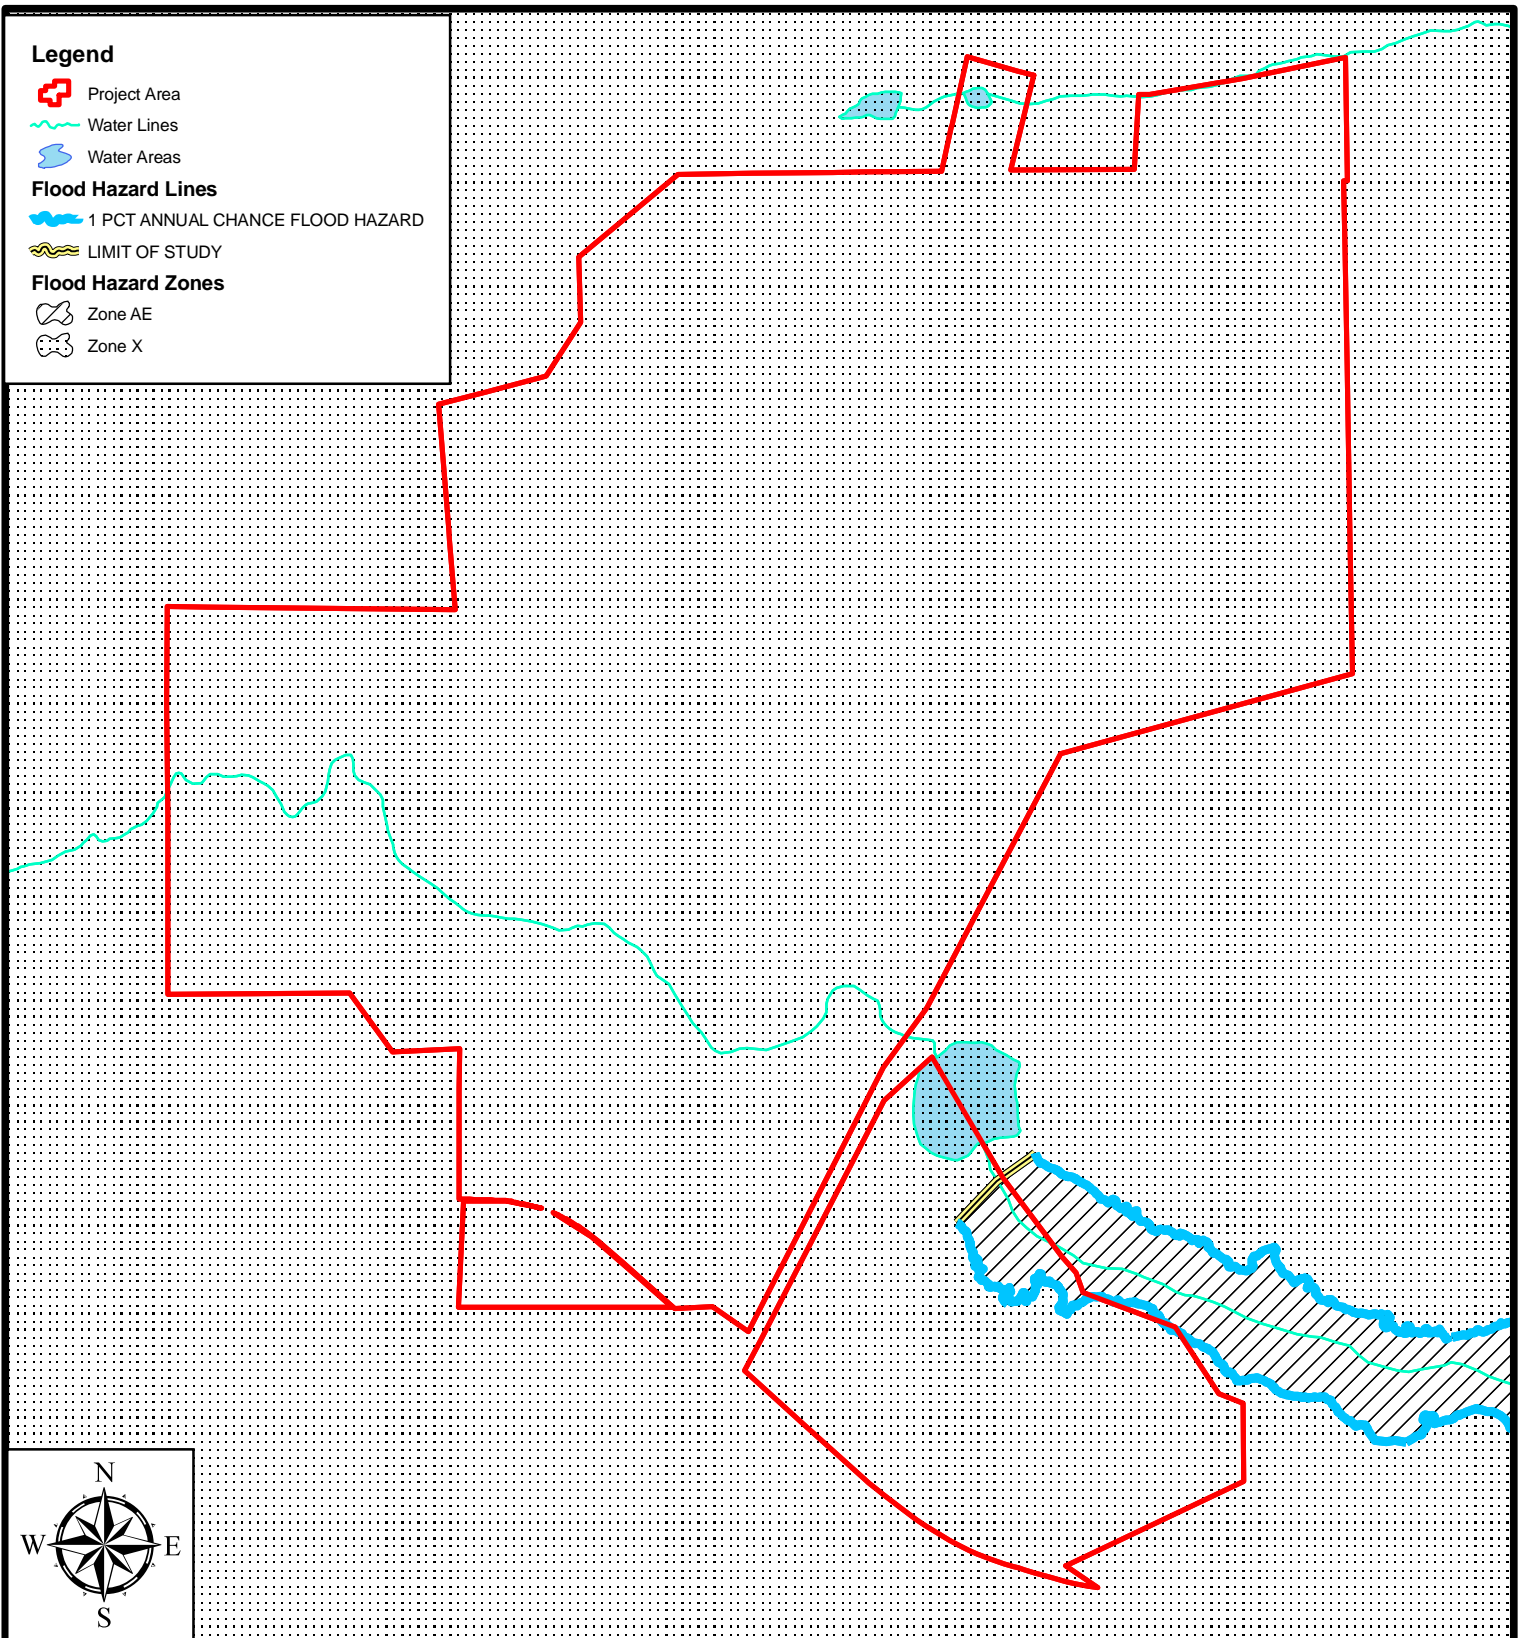 Legend
Project Area
Water Lines
Water Areas
Flood Hazard Lines
1 PCT ANNUAL CHANCE FLOOD HAZARD
LIMIT OF STUDY
Flood Hazard Zones
Zone AE
Zone X
N
W E
S